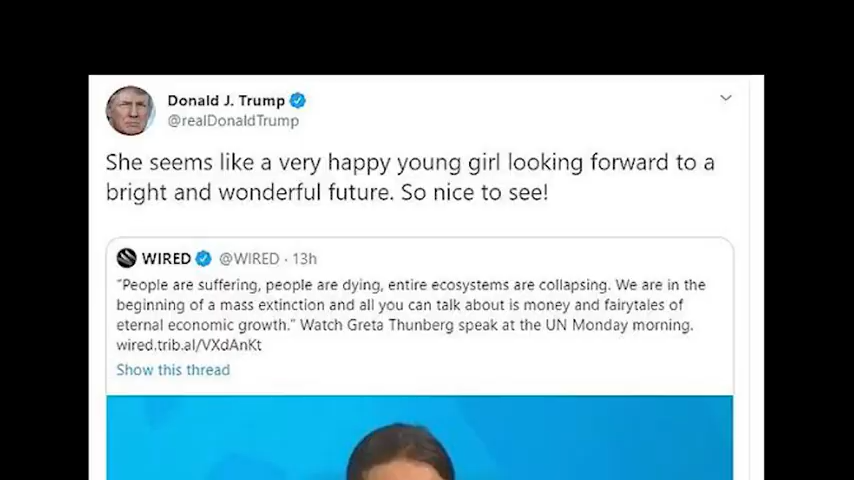 Donald J. Trump
@realDonaldTrump
She seems like a very happy young girl looking forward to a
bright and wonderful future. So nice to see!
WIRED @WIRED · 13h
"People are suffering, people are dying, entire ecosystems are collapsing. We are in the
beginning of a mass extinction and all you can talk about is money and fairytales of
eternal economic growth." Watch Greta Thunberg speak at the UN Monday morning.
wired.trib.al/VXdAnKt
Show this thread